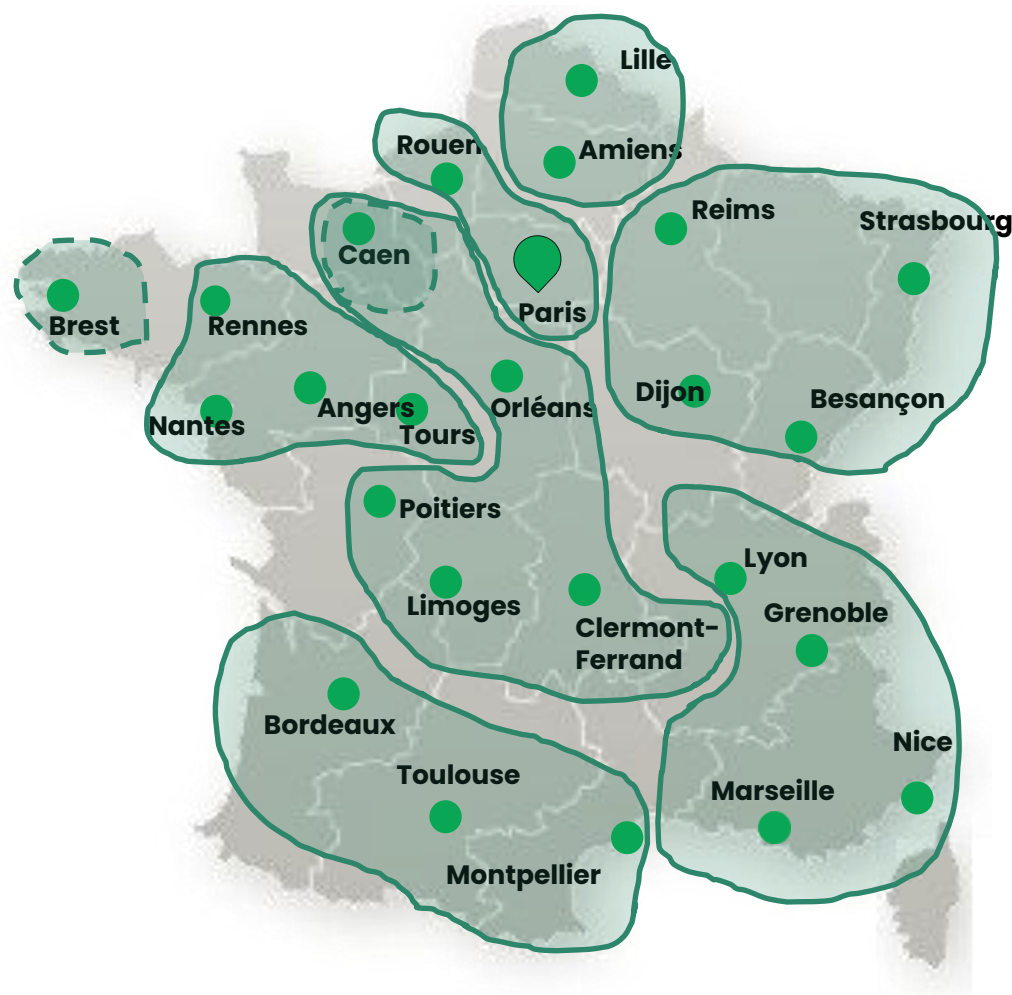 Lille
Rouen
Amiens
Reims
Strasbourg
Caen
Paris
Brest
Rennes
Dijon
Besançon
Orléans
Angers
Nantes
Tours
Poitiers
Lyon
Limoges
Grenoble
Clermont-
Ferrand
Bordeaux
Nice
Toulouse
Marseille
Montpellier